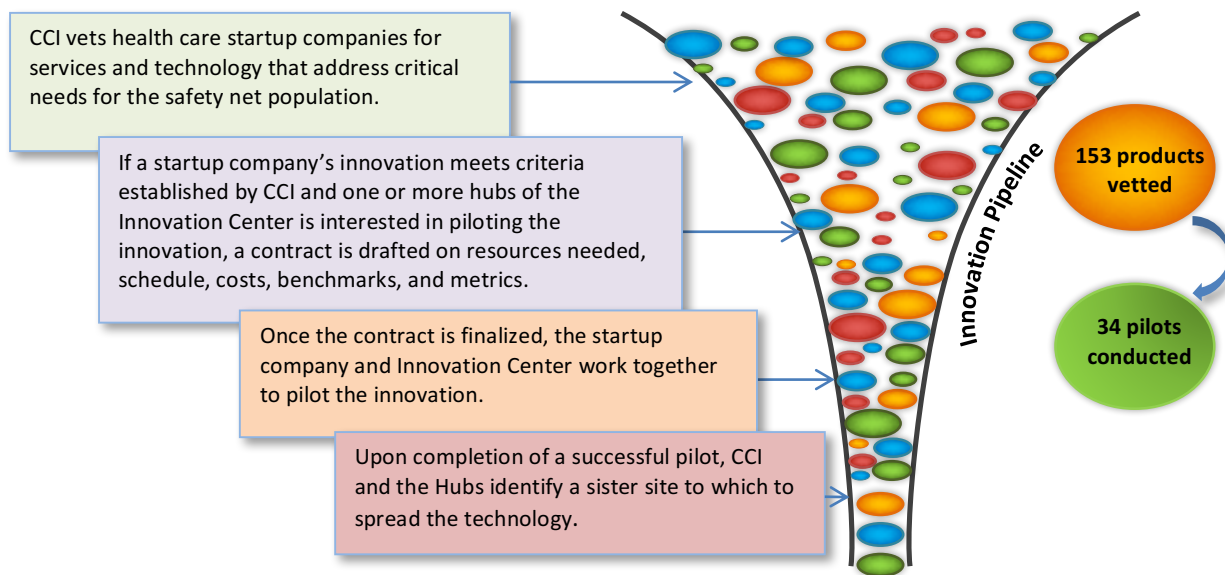 CCI vets health care startup companies for
services and technology that address critical
needs for the safety net population.
If a startup company’s innovation meets criteria
established by CCI and one or more hubs of the
Innovation Center is interested in piloting the
innovation, a contract is drafted on resources needed,
schedule, costs, benchmarks, and metrics.
Once the contract is finalized, the startup
company and Innovation Center work together
to pilot the innovation.
Upon completion of a successful pilot, CCI
and the Hubs identify a sister site to which to
spread the technology.
Innovation Pipeline
153 products
vetted
34 pilots
conducted